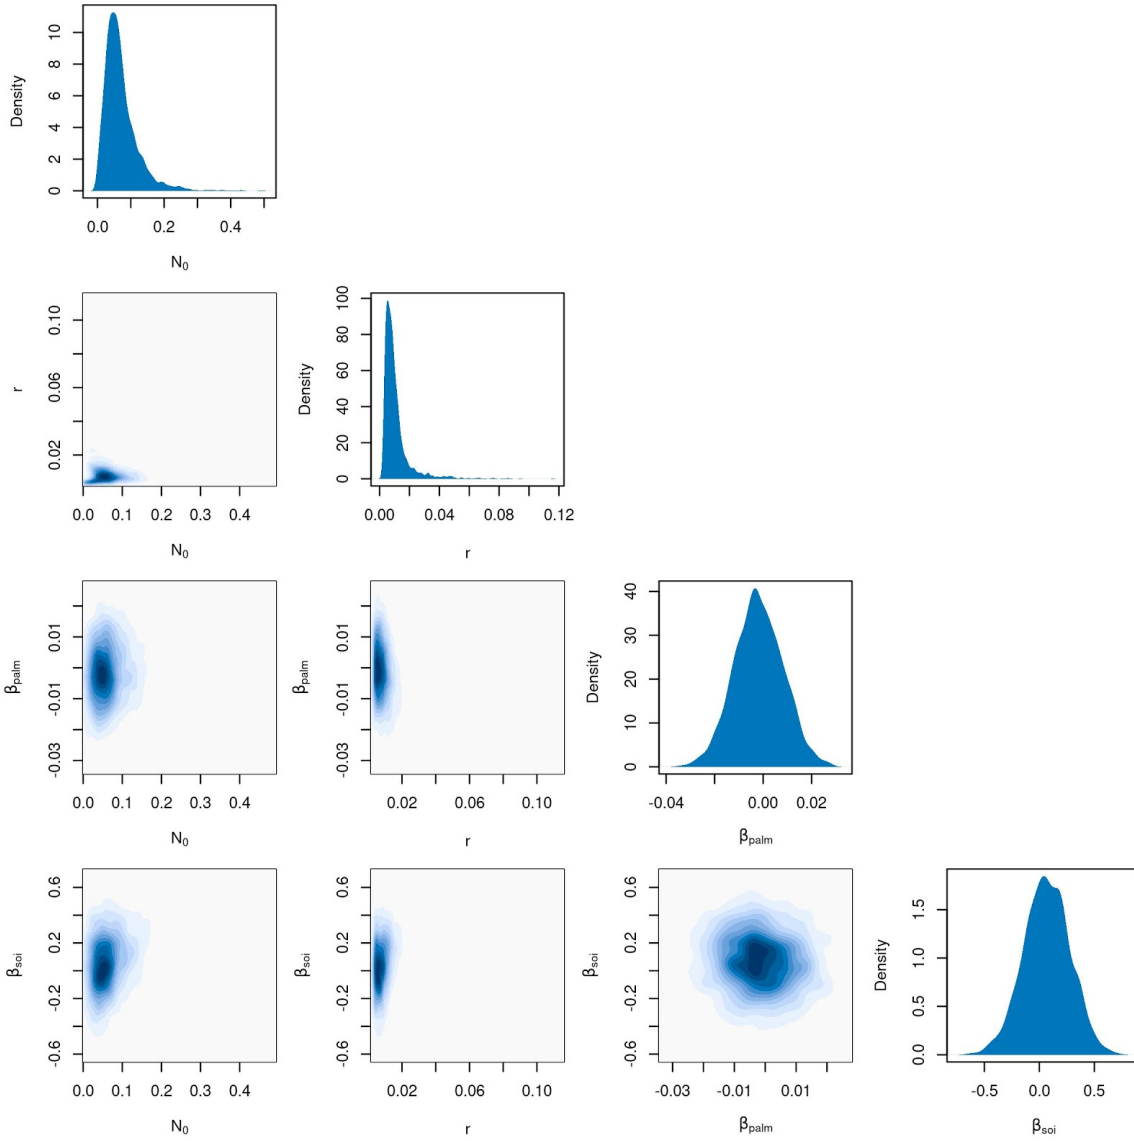 Density
10
8
6
4
2
0
0.0 0.2 0.4
N0
r
0.10
0.06
0.02
0.0 0.1 0.2 0.3 0.4
N0
Density
100
80
60
40
20
0
0.00 0.04 0.08 0.12
r
βpalm
0.01
-0.01
-0.03
0.0 0.1 0.2 0.3 0.4
N0
βpalm
0.01
-0.01
-0.03
0.02 0.06 0.10
r
Density
40
30
20
10
0
-0.04 0.00 0.02
βpalm
βsoi
0.6
0.2
-0.2
-0.6
0.0 0.1 0.2 0.3 0.4
N0
βsoi
0.6
0.2
-0.2
-0.6
0.02 0.06 0.10
r
βsoi
0.6
0.2
-0.2
-0.6
-0.03 -0.01 0.01
βpalm
Density
1.5
1.0
0.5
0.0
-0.5 0.0 0.5
βsoi